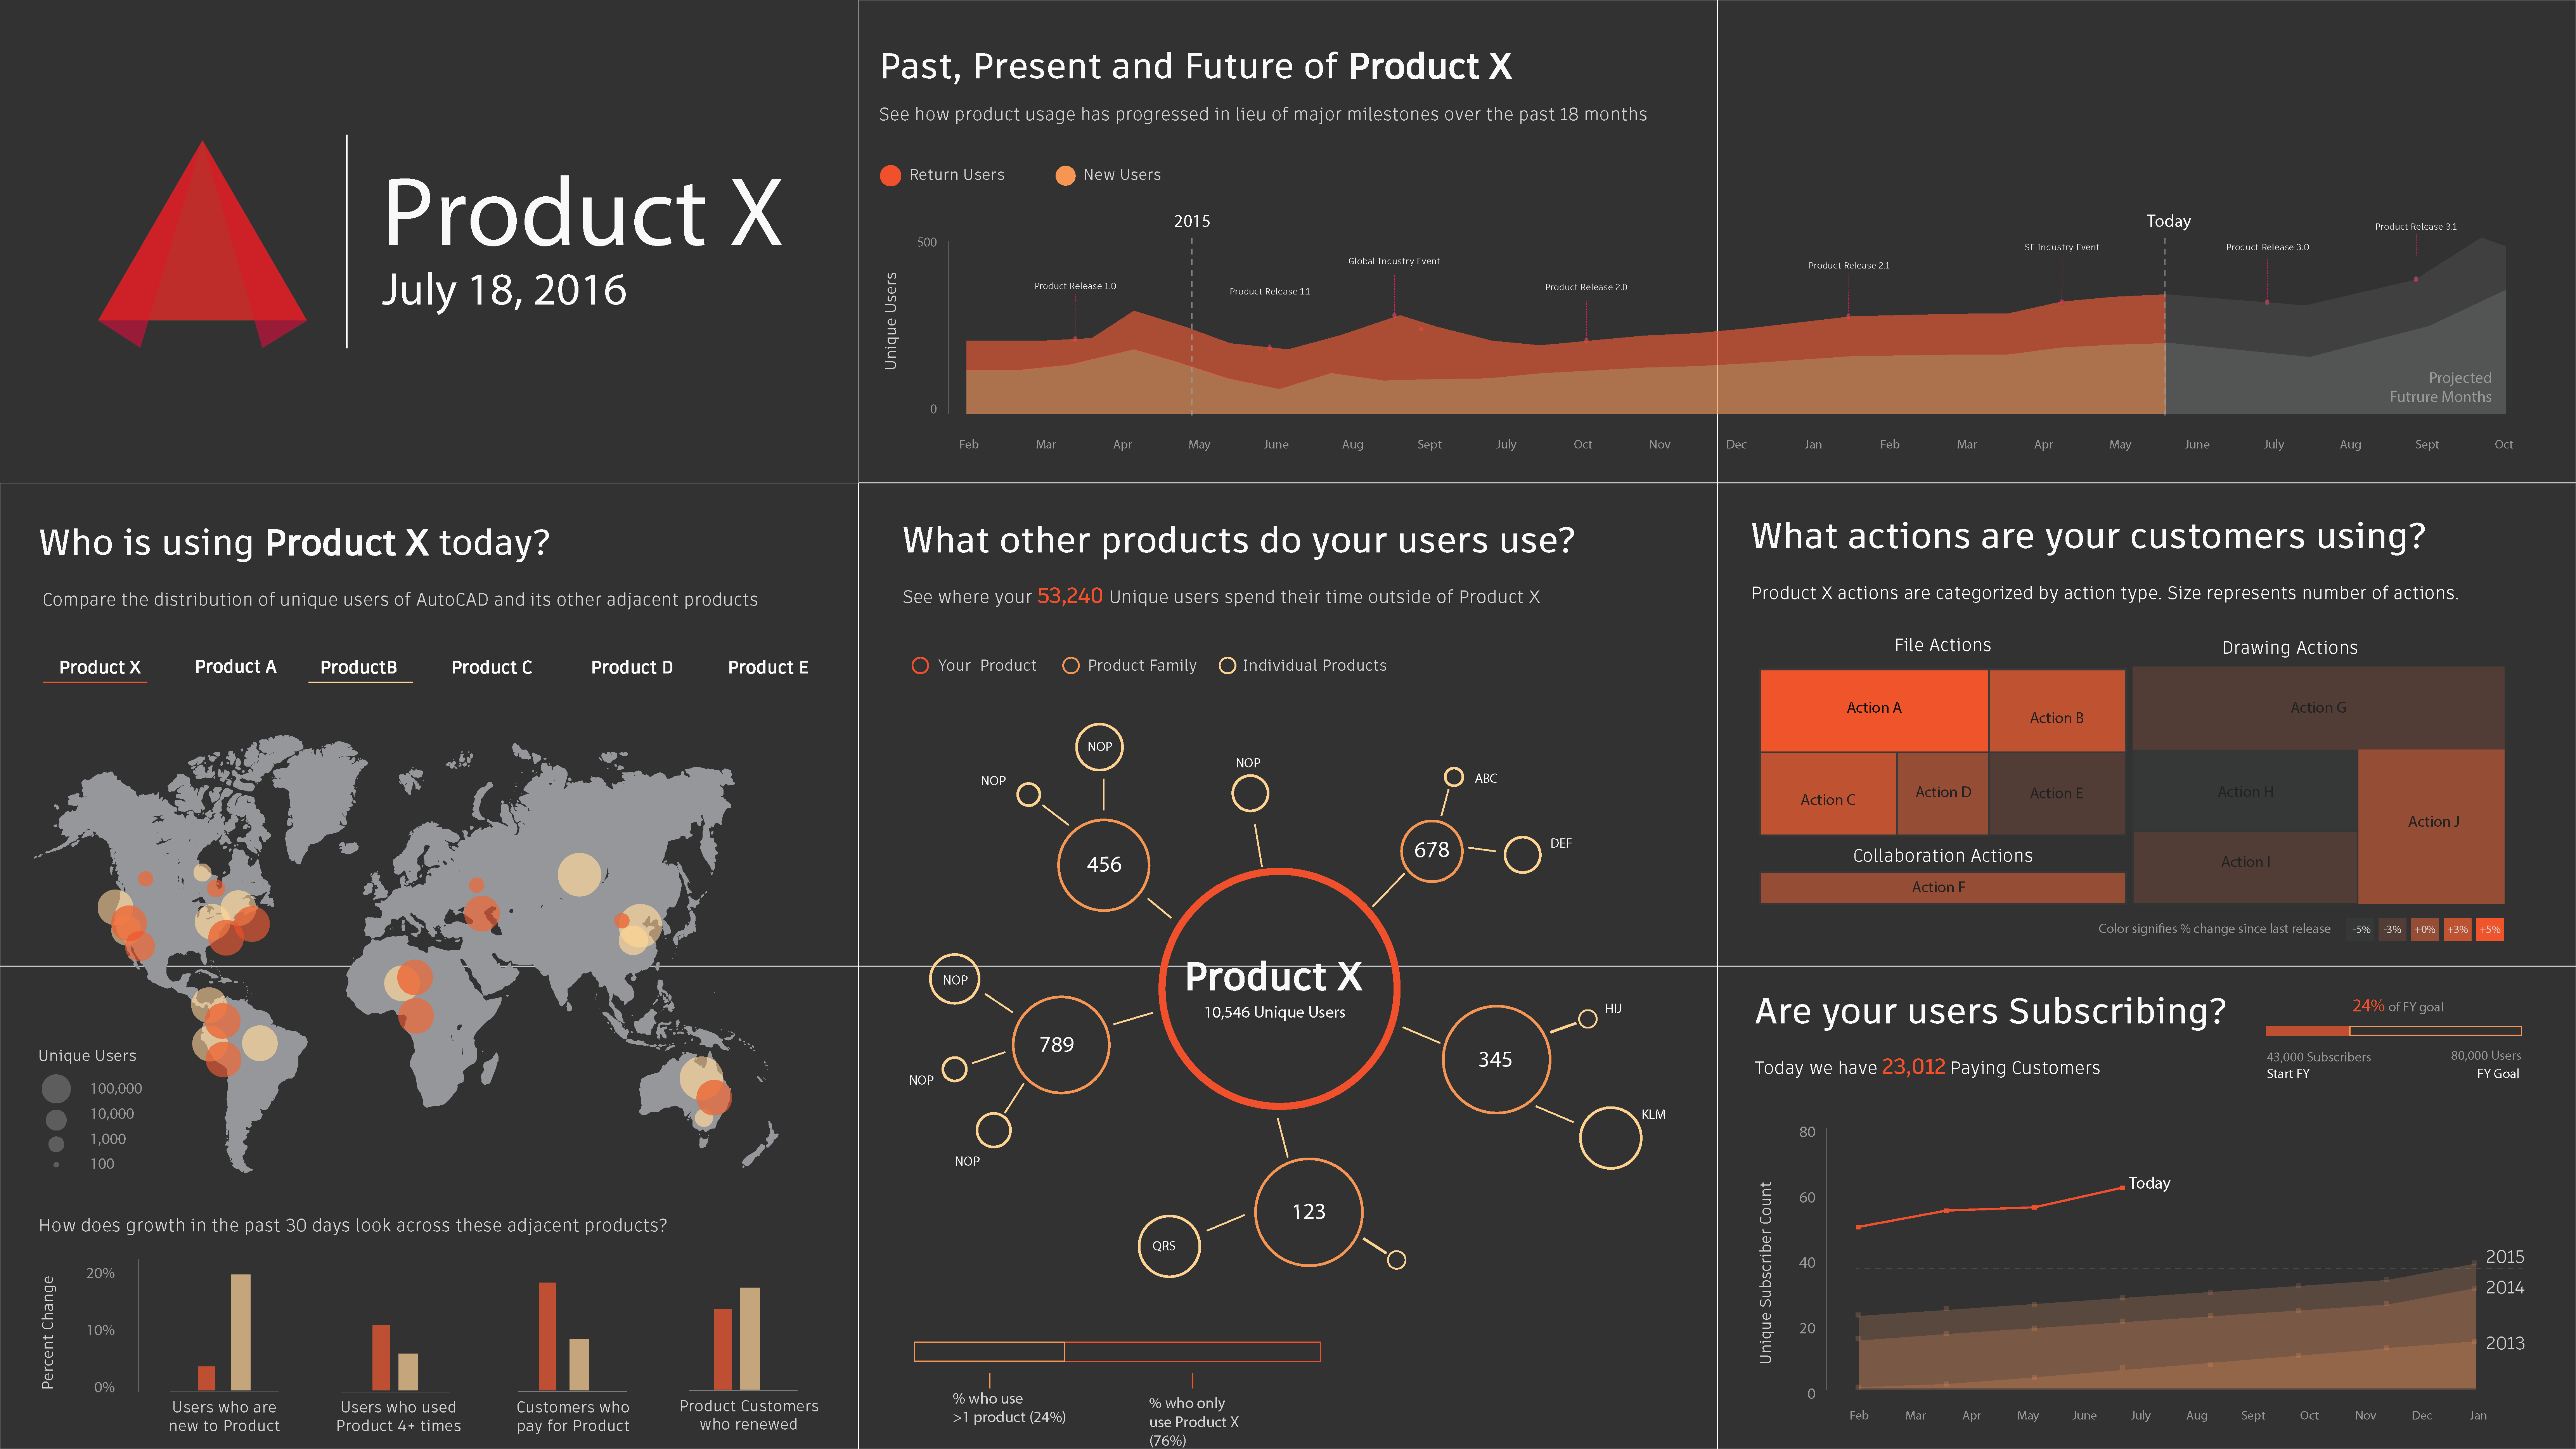 Product X
July 18, 2016
Past, Present and Future of Product X
See how product usage has progressed in lieu of major milestones over the past 18 months
Return Users
New Users
2015
Today
500
0
Unique Users
Product Release 1.0
Product Release 1.1
Global Industry Event
Product Release 2.0
Product Release 2.1
SF Industry Event
Product Release 3.0
Product Release 3.1
Projected
Futrure Months
Feb Mar Apr May June Aug Sept July Oct Nov Dec Jan Feb Mar Apr May June July Aug Sept Oct
Who is using Product X today?
Compare the distribution of unique users of AutoCAD and its other adjacent products
Product X Product A ProductB Product C Product D Product E
Unique Users
100,000
10,000
1,000
100
How does growth in the past 30 days look across these adjacent products?
Percent Change
20%
10%
0%
Users who are
new to Product
Users who used
Product 4+ times
Customers who
pay for Product
Product Customers
who renewed
What other products do your users use?
See where your 53,240 Unique users spend their time outside of Product X
Your Product
Product Family
Individual Products
NOP
NOP
456
NOP
ABC
678
DEF
NOP
789
NOP
NOP
Product X
10,546 Unique Users
HIJ
345
KLM
123
QRS
% who use
>1 product (24%)
% who only
use Product X
(76%)
What actions are your customers using?
Product X actions are categorized by action type. Size represents number of actions.
File Actions
Drawing Actions
Action A
Action B
Action C
Action D
Action E
Collaboration Actions
Action F
Action G
Action H
Action I
Action J
Color signifies % change since last release
-5% -3% +0% +3% +5%
Are your users Subscribing?
Today we have 23,012 Paying Customers
24% of FY goal
43,000 Subscribers
Start FY
80,000 Users
FY Goal
Unique Subscriber Count
80
60
40
20
0
Today
2015
2014
2013
Feb Mar Apr May June July Aug Sept Oct Nov Dec Jan